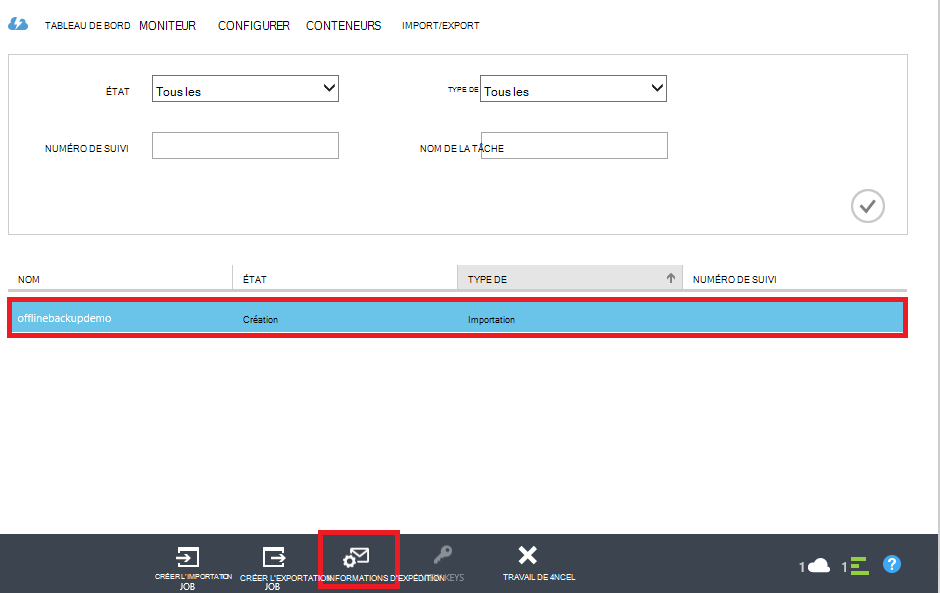 TABLEAU DE BORD MONITEUR CONFIGURER CONTENEURS IMPORT/EXPORT
ÉTAT Tous les TYPE DE Tous les
NUMÉRO DE SUIVI NOM DE LA TÂCHE
NOM ÉTAT TYPE DE NUMÉRO DE SUIVI
offlinebackupdemo Création Importation
CRÉER L'IMPORTATION CRÉER L'EXPORTATION INFORMATIONS D'EXPÉDITION KEYS TRAVAIL DE 4NCEL 1 1 ?
JOB JOB